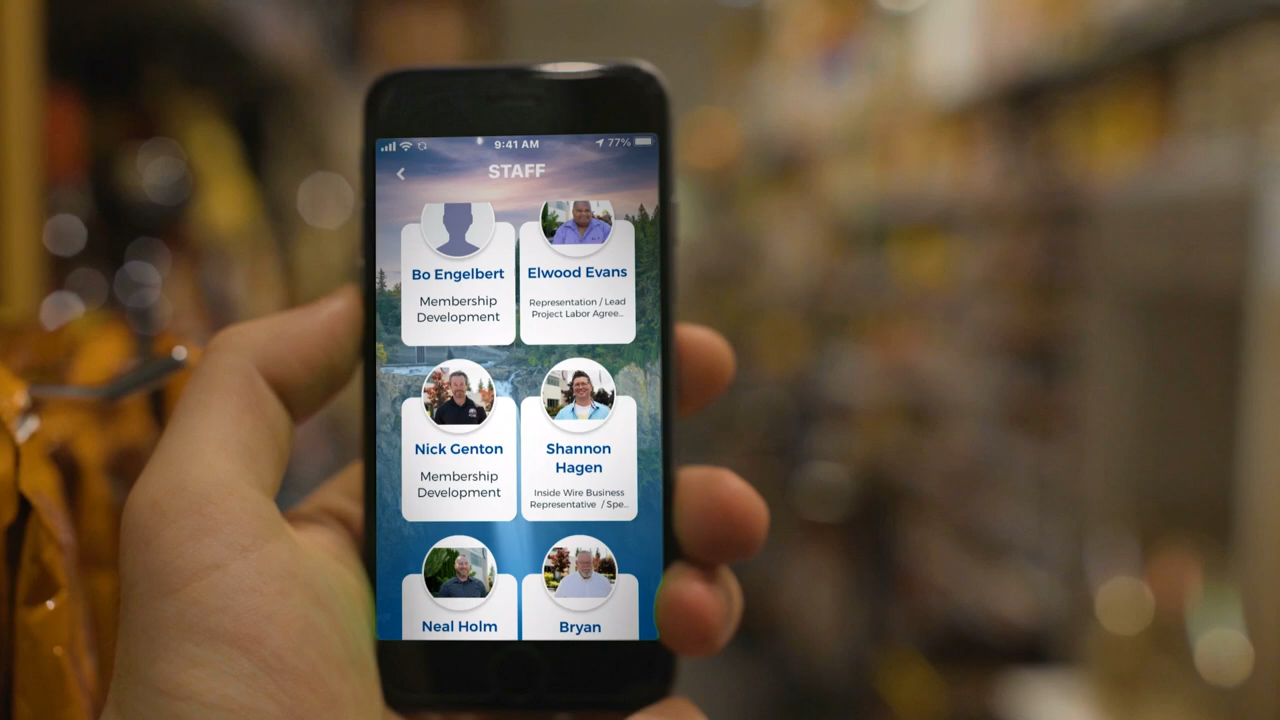 9:41 AM
77%
STAFF
Bo Engelbert
Membership
Development
Elwood Evans
Representation / Lead
Project Labor Agree...
Nick Genton
Membership
Development
Shannon
Hagen
Inside Wire Business
Representative / Spe...
Neal Holm
Bryan